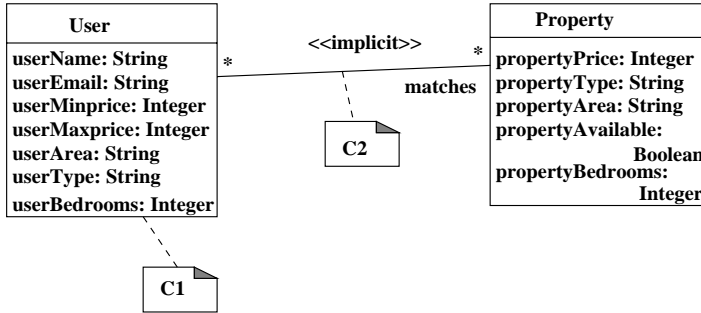 User
userName: String
userEmail: String
userMinprice: Integer
userMaxprice: Integer
userArea: String
userType: String
userBedrooms: Integer
*
<<implicit>>
*
matches
C2
C1
Property
propertyPrice: Integer
propertyType: String
propertyArea: String
propertyAvailable:
Boolean
propertyBedrooms:
Integer